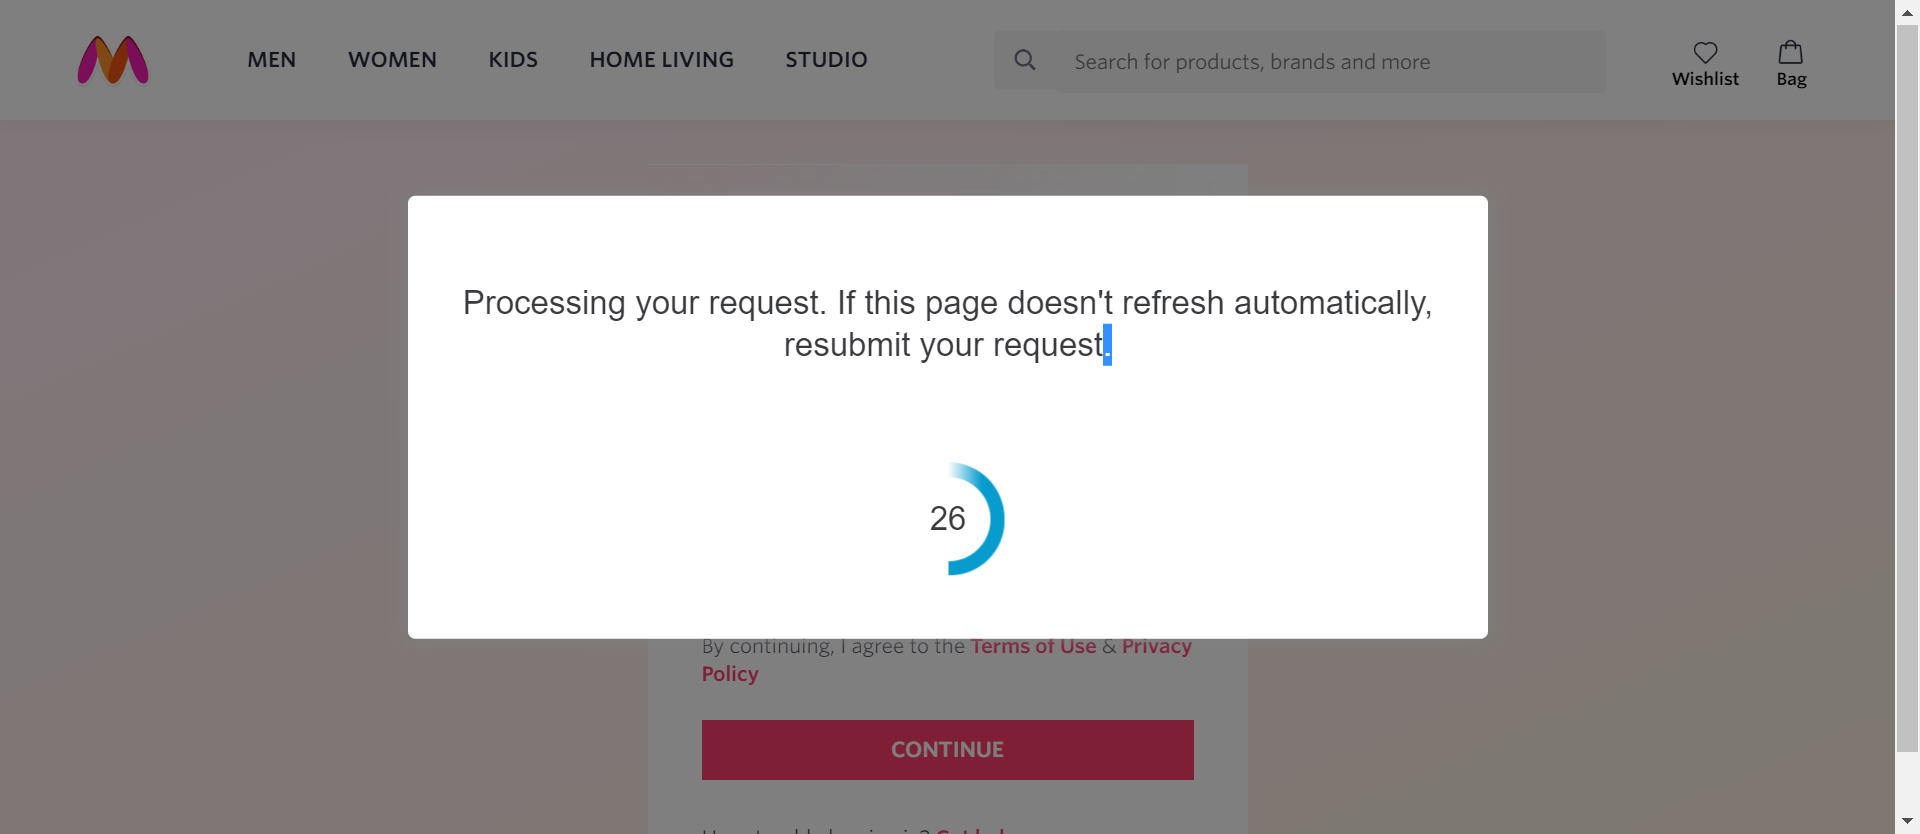 MEN WOMEN KIDS HOME LIVING STUDIO Search for products, brands and more Wishlist Bag
Processing your request. If this page doesn't refresh automatically,
resubmit your request.
26
By continuing, I agree to the Terms of Use & Privacy
Policy
CONTINUE